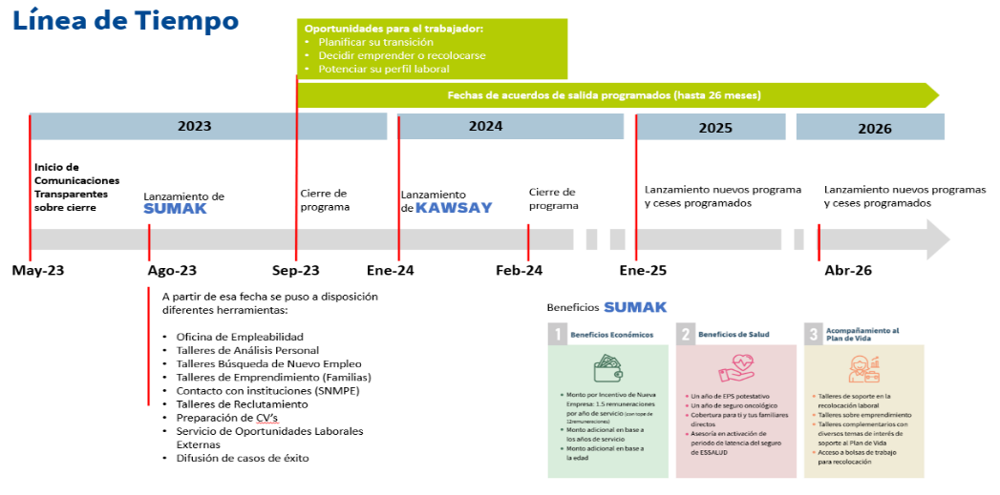 Línea de Tiempo
Oportunidades para el trabajador:
• Planificar su transición
• Decidir emprender o recolocarse
• Potenciar su perfil laboral
Fechas de acuerdos de salida programados (hasta 26 meses)
2023
2024
2025
2026
Inicio de
Comunicaciones
Transparentes
sobre cierre
Lanzamiento de
SUMAK
Cierre de
programa
Lanzamiento
de KAWSAY
Cierre de
programa
Lanzamiento nuevos programa
y ceses programados
Lanzamiento nuevos programas
y ceses programados
May-23
Ago-23
Sep-23
Ene-24
Feb-24
Ene-25
Abr-26
A partir de esa fecha se puso a disposición
diferentes herramientas:
• Oficina de Empleabilidad
• Talleres de Análisis Personal
• Talleres Búsqueda de Nuevo Empleo
• Talleres de Emprendimiento (Familias)
• Contacto con instituciones (SNMPE)
• Talleres de Reclutamiento
• Preparación de CV's
• Servicio de Oportunidades Laborales
Externas
• Difusión de casos de éxito
Beneficios SUMAK
1 Beneficios Económicos
• Monto por Incentivo de Nueva
Empresa: 1.5 remuneraciones
por año de servicio (con tope de
12 remuneraciones)
• Monto adicional en base a
los años de servicio
• Monto adicional en base a
la edad
2 Beneficios de Salud
• Un año de EPS potestativo
• Un año de seguro oncológico
• Cobertura para ti y tus familiares
directos
• Asesoría en activación de
periodo de latencia del seguro
de ESSALUD
3 Acompañamiento al
Plan de Vida
• Talleres de soporte en la
recolocación laboral
• Talleres sobre emprendimiento
• Talleres complementarios con
diversos temas de interés de
soporte al Plan de Vida
• Acceso a bolsas de trabajo
para recolocación